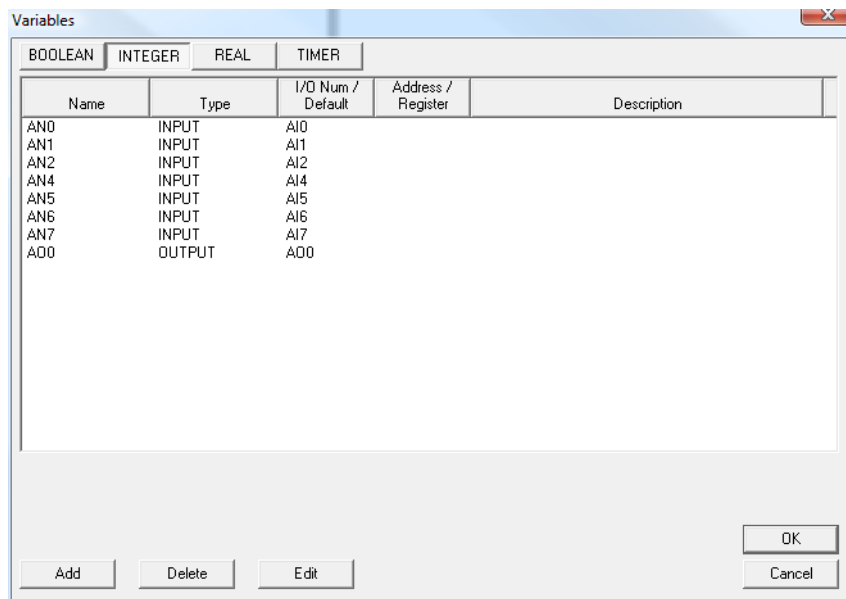 Variables
BOOLEAN INTEGER REAL TIMER
Name Type I/O Num / Default Address / Register Description
AN0 INPUT AI0
AN1 INPUT AI1
AN2 INPUT AI2
AN4 INPUT AI4
AN5 INPUT AI5
AN6 INPUT AI6
AN7 INPUT AI7
AO0 OUTPUT AO0
OK
Add Delete Edit Cancel